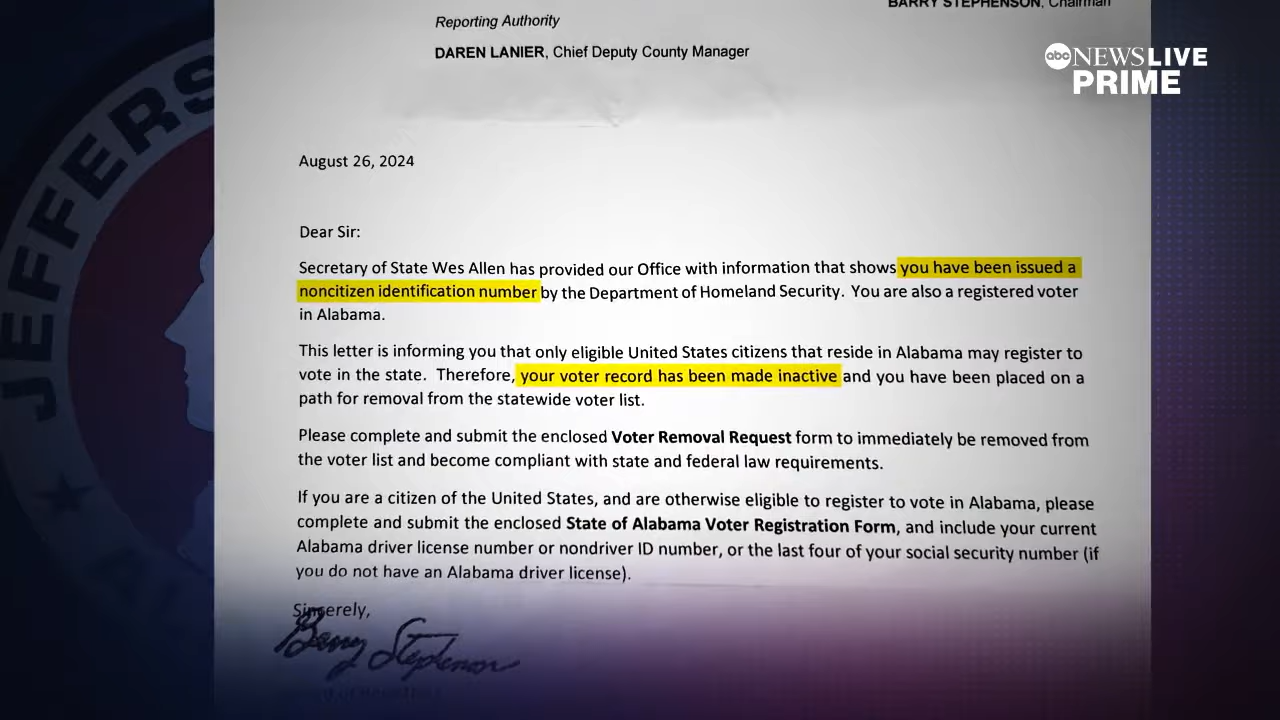 BARRY STEPHENSON, Chairman
Reporting Authority
DAREN LANIER, Chief Deputy County Manager
abc NEWS LIVE
PRIME
JEFFERS
August 26, 2024
Dear Sir:
Secretary of State Wes Allen has provided our Office with information that shows you have been issued a
noncitizen identification number by the Department of Homeland Security. You are also a registered voter
in Alabama.
This letter is informing you that only eligible United States citizens that reside in Alabama may register to
vote in the state. Therefore, your voter record has been made inactive and you have been placed on a
path for removal from the statewide voter list.
Please complete and submit the enclosed Voter Removal Request form to immediately be removed from
the voter list and become compliant with state and federal law requirements.
If you are a citizen of the United States, and are otherwise eligible to register to vote in Alabama, please
complete and submit the enclosed State of Alabama Voter Registration Form, and include your current
Alabama driver license number or nondriver ID number, or the last four of your social security number (if
you do not have an Alabama driver license).
Sincerely,
Barry Stephenson